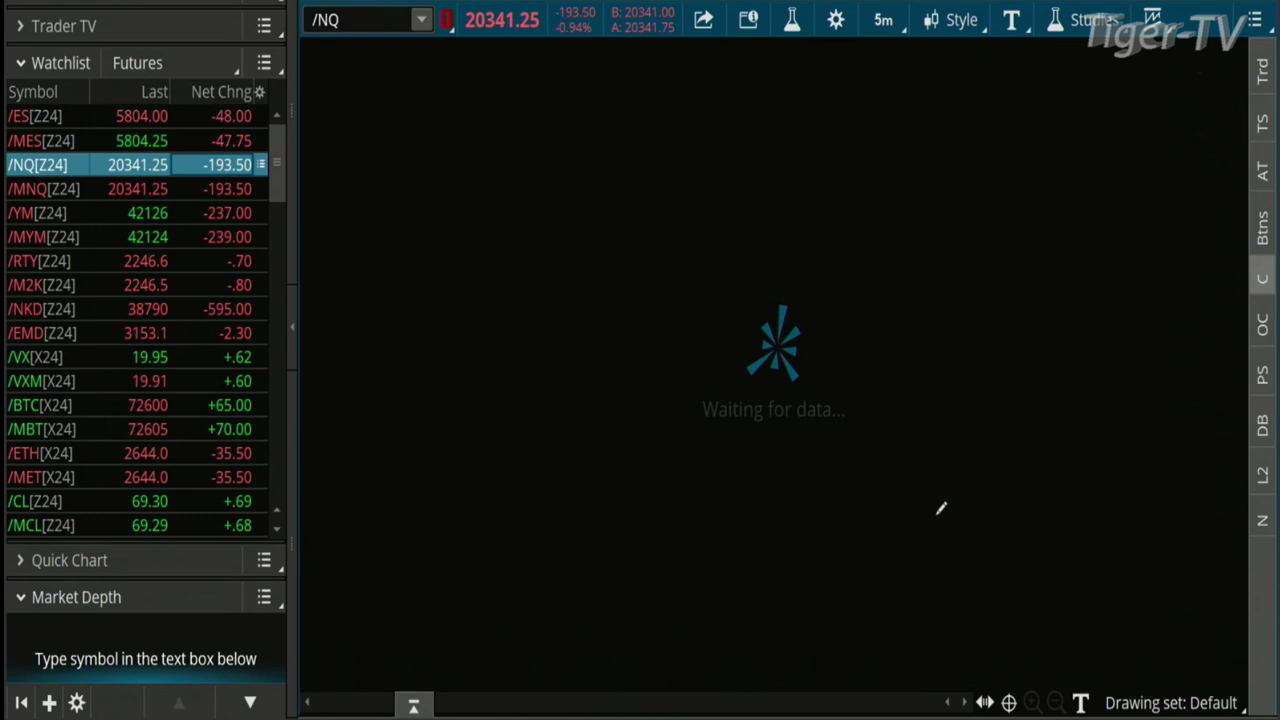 Trader TV
Watchlist Futures
Symbol Last Net Chng
/ES[Z24] 5804.00 -48.00
/MES[Z24] 5804.25 -47.75
/NQ[Z24] 20341.25 -193.50
/MNQ[Z24] 20341.25 -193.50
/YM[Z24] 42126 -237.00
/MYM[Z24] 42124 -239.00
/RTY[Z24] 2246.6 -.70
/M2K[Z24] 2246.5 -.80
/NKD[Z24] 38790 -595.00
/EMD[Z24] 3153.1 -2.30
/VX[X24] 19.95 +.62
/VXM[X24] 19.91 +.60
/BTC[X24] 72600 +65.00
/MBT[X24] 72605 +70.00
/ETH[X24] 2644.0 -35.50
/MET[X24] 2644.0 -35.50
/CL[Z24] 69.30 +.69
/MCL[Z24] 69.29 +.68
Quick Chart
Market Depth
Type symbol in the text box below
/NQ 20341.25 -193.50 B: 20341.00 5m Style T Studies
-0.94% A: 20341.75
Tiger-TV
Waiting for data...
Trd
TS
AT
Btns
C
OC
PS
DB
L2
N
T Drawing set: Default